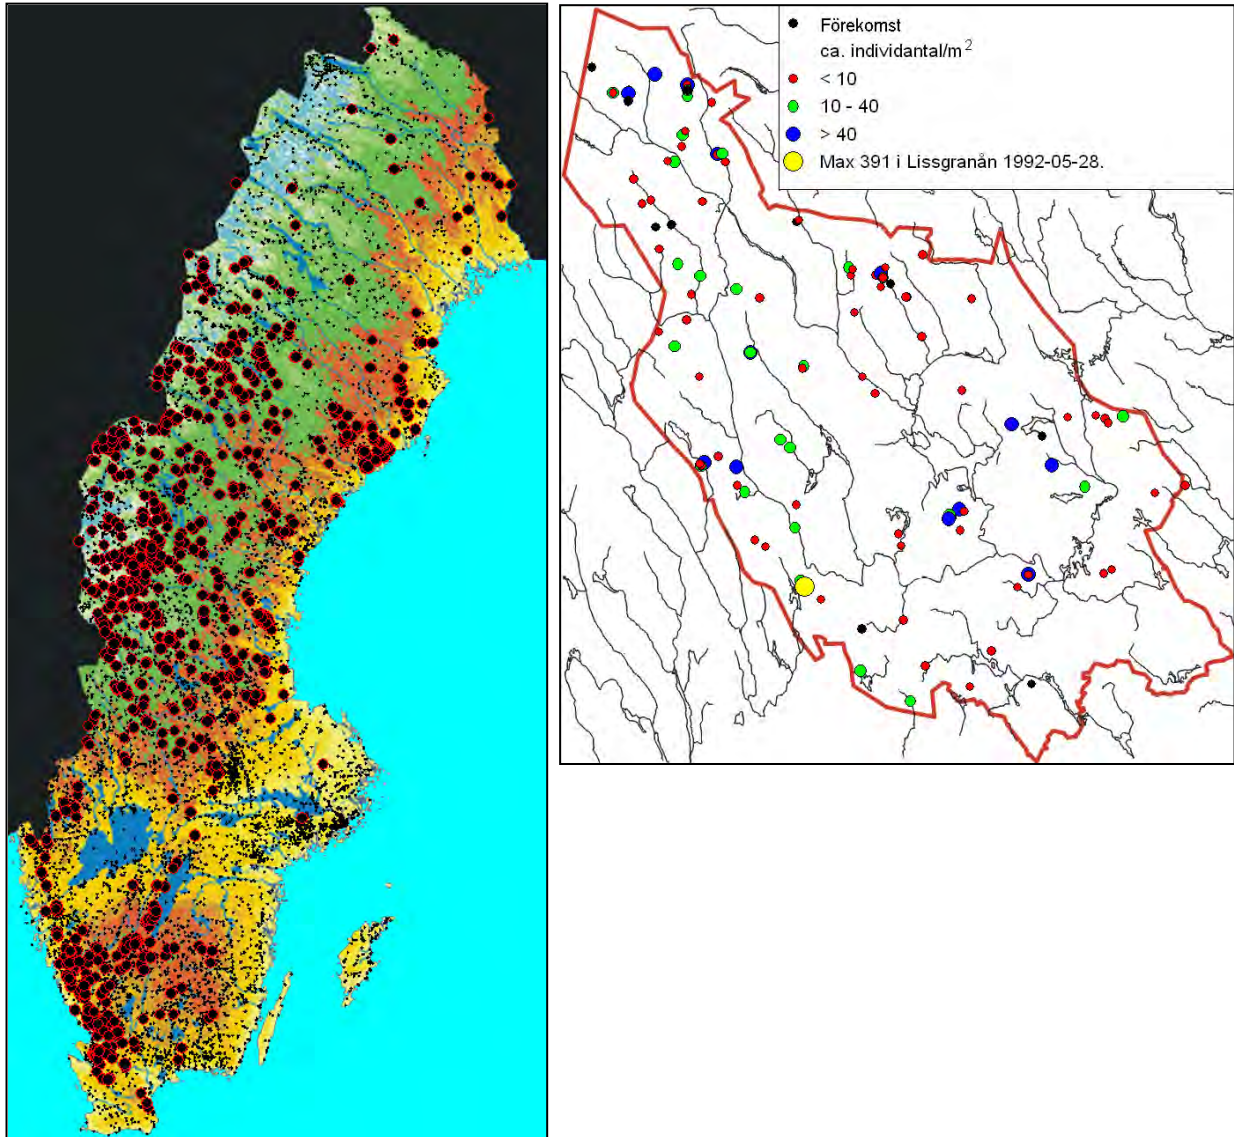 Förekomst
ca. individantal/m²
< 10
10 - 40
> 40
Max 391 i Lissgranån 1992-05-28.